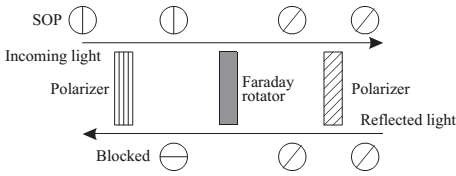 SOP
Incoming light
Polarizer
Faraday
rotator
Polarizer
Reflected light
Blocked